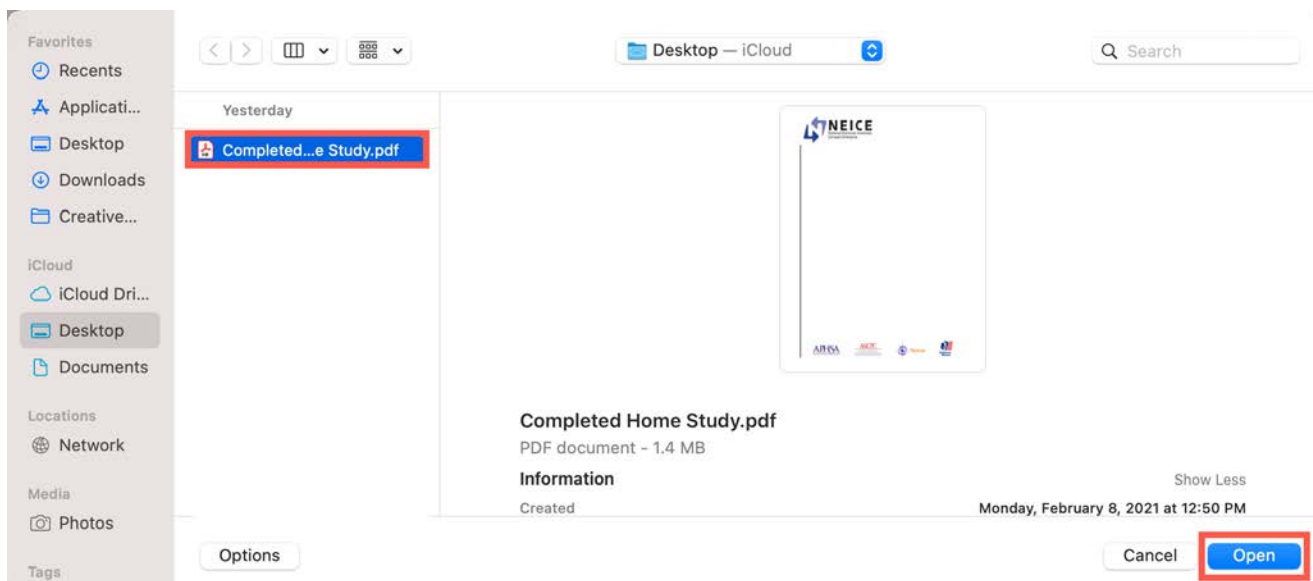 Favorites
Recents
Applicati...
Desktop
Downloads
Creative...
iCloud
iCloud Dri...
Desktop
Documents
Locations
Network
Media
Photos
Tags
Desktop — iCloud
Search
Yesterday
Completed...e Study.pdf
NEICE
APHSA
Completed Home Study.pdf
PDF document - 1.4 MB
Information
Show Less
Created
Monday, February 8, 2021 at 12:50 PM
Options
Cancel
Open